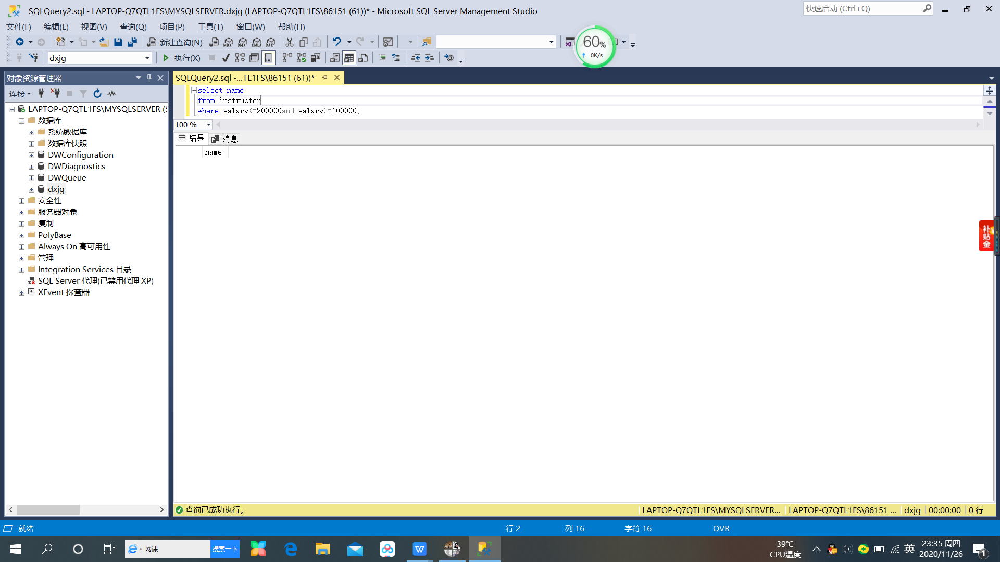 SQLQuery2.sql - LAPTOP-Q7QTL1FS\MYSQLSERVER.dxjg (LAPTOP-Q7QTL1FS\86151 (61))* - Microsoft SQL Server Management Studio
快速启动 (Ctrl+Q)
文件(F) 编辑(E) 视图(V) 查询(Q) 项目(P) 工具(T) 窗口(W) 帮助(H)
新建查询(N) MDX DMX XMLA DAX
60%
0K/s
dxjg 执行(X)
对象资源管理器
SQLQuery2.sql -...TL1FS\86151 (61))*
连接
LAPTOP-Q7QTL1FS\MYSQLSERVER (S
数据库
系统数据库
数据库快照
DWConfiguration
DWDiagnostics
DWQueue
dxjg
安全性
服务器对象
复制
PolyBase
Always On 高可用性
管理
Integration Services 目录
SQL Server 代理(已禁用代理 XP)
XEvent 探查器
select name
from instructor
where salary<=200000and salary>=100000;
100 %
结果 消息
name
补贴金
查询已成功执行。
LAPTOP-Q7QTL1FS\MYSQLSERVER... LAPTOP-Q7QTL1FS\86151 ... dxjg 00:00:00 0 行
就绪 行 2 列 16 字符 16 OVR
网课 搜索一下
39℃
CPU温度
英
23:35 周四
2020/11/26
1